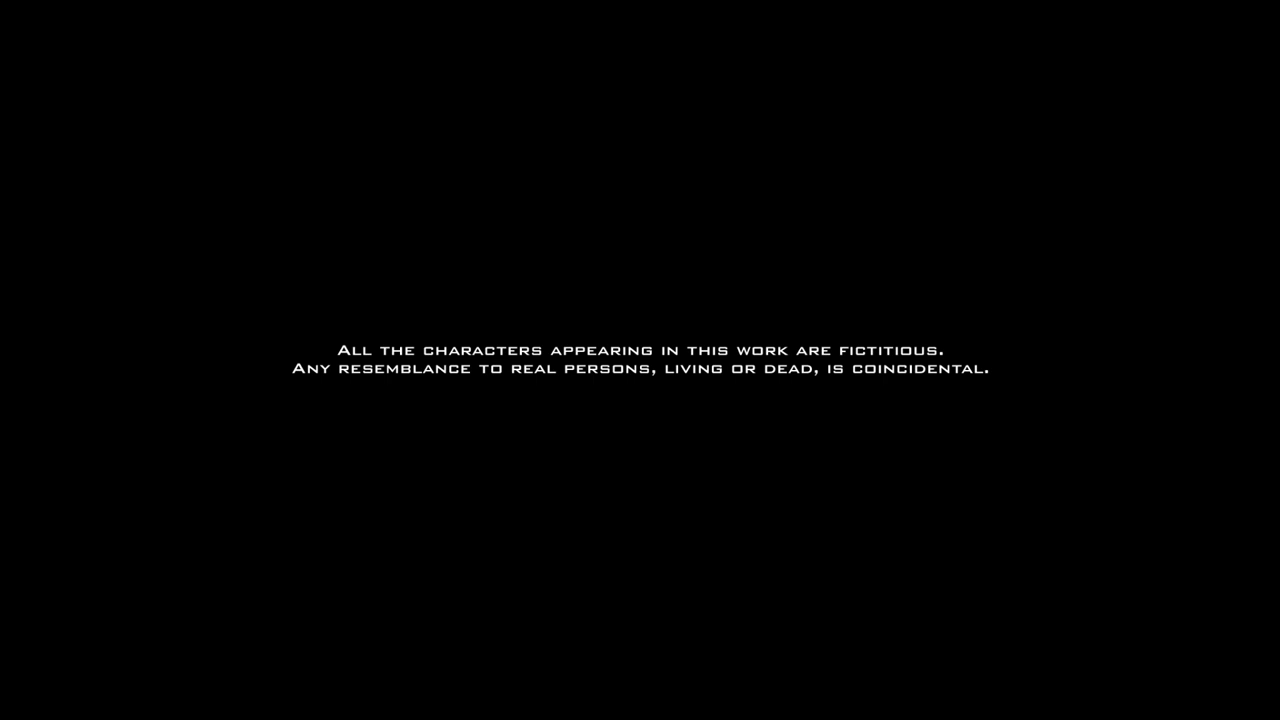 All the characters appearing in this work are fictitious.
Any resemblance to real persons, living or dead, is coincidental.